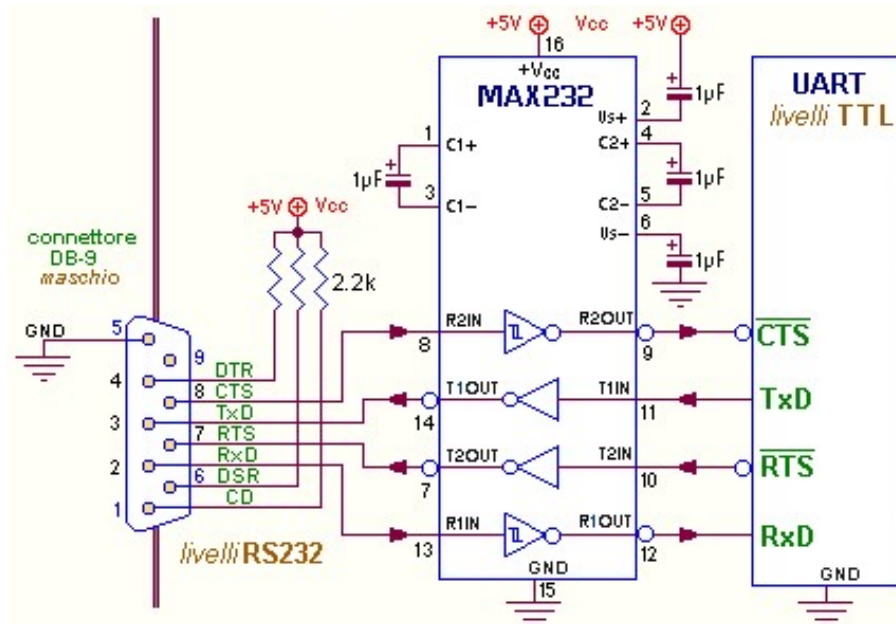 +5V Vcc +5V
16
+Vcc
MAX232
UART
livelli TTL
1µF
Vs+ 2
1 C1+
C2+ 4
1µF
1µF
3 C1-
C2- 5
Vs- 6
1µF
+5V Vcc
connettore
DB-9
maschio
2.2k
GND 5
9
4 DTR
8 CTS
3 TxD
7 RTS
2 RxD
6 DSR
1 CD
R2IN R2OUT
8 9 CTS
T1OUT T1IN
14 11 TxD
T2OUT T2IN
7 10 RTS
R1IN R1OUT
13 12 RxD
livelli RS232
GND
15
GND